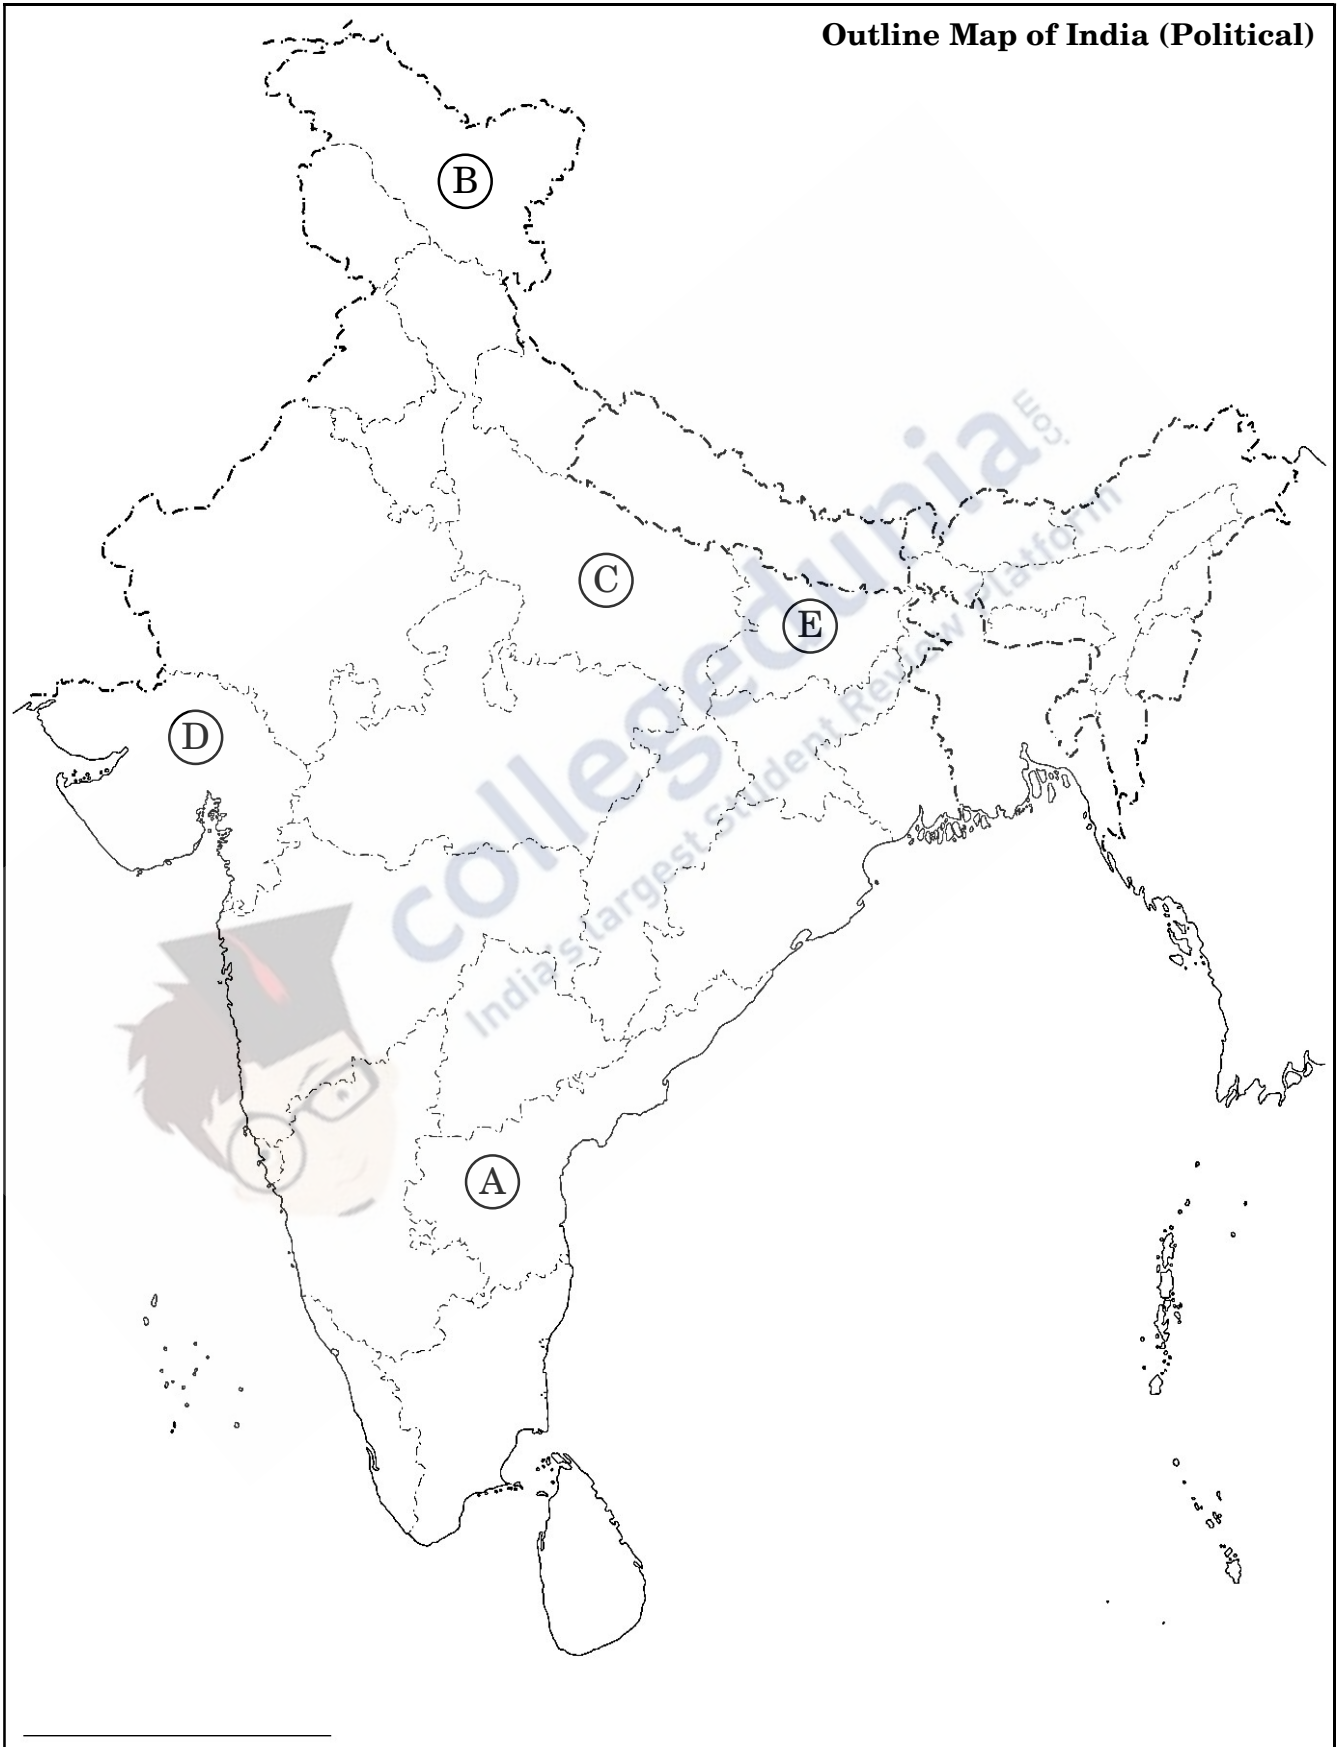 Outline Map of India (Political)
B
C
E
D
A
collegedunia.com
India's largest Student Review Platform